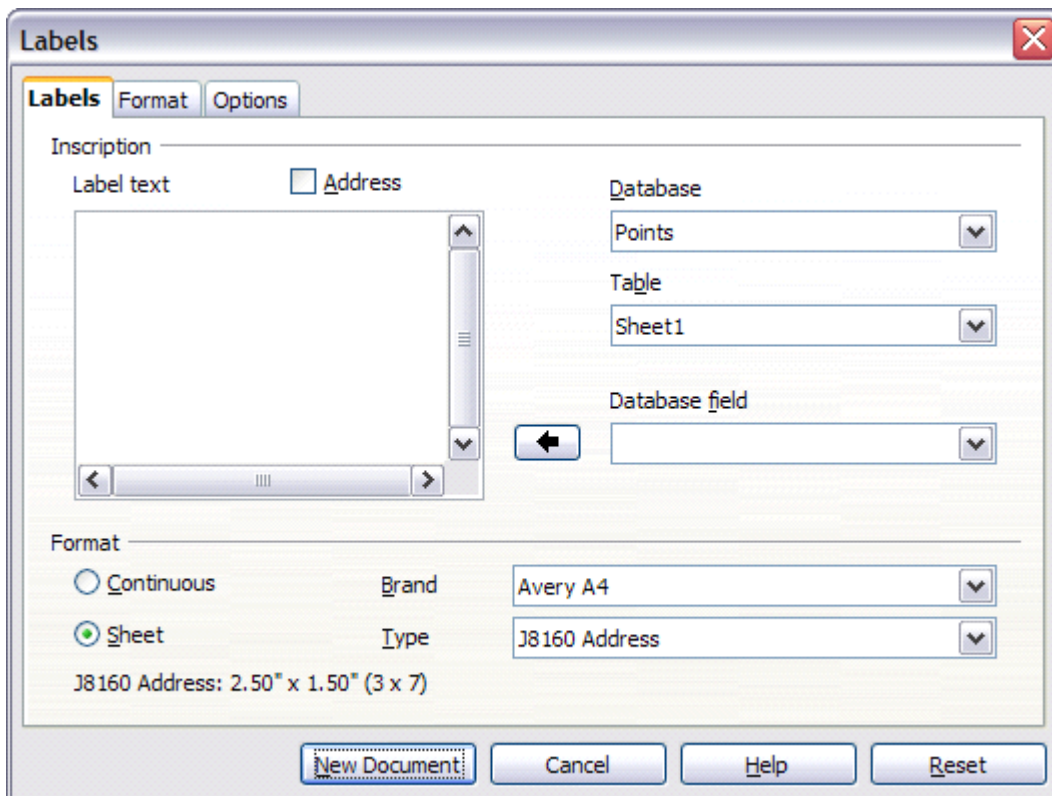 Labels
Labels Format Options
Inscription
Label text Address Database
Points
Table
Sheet1
Database field
Format
Continuous Brand Avery A4
Sheet Type J8160 Address
J8160 Address: 2.50" x 1.50" (3 x 7)
New Document Cancel Help Reset